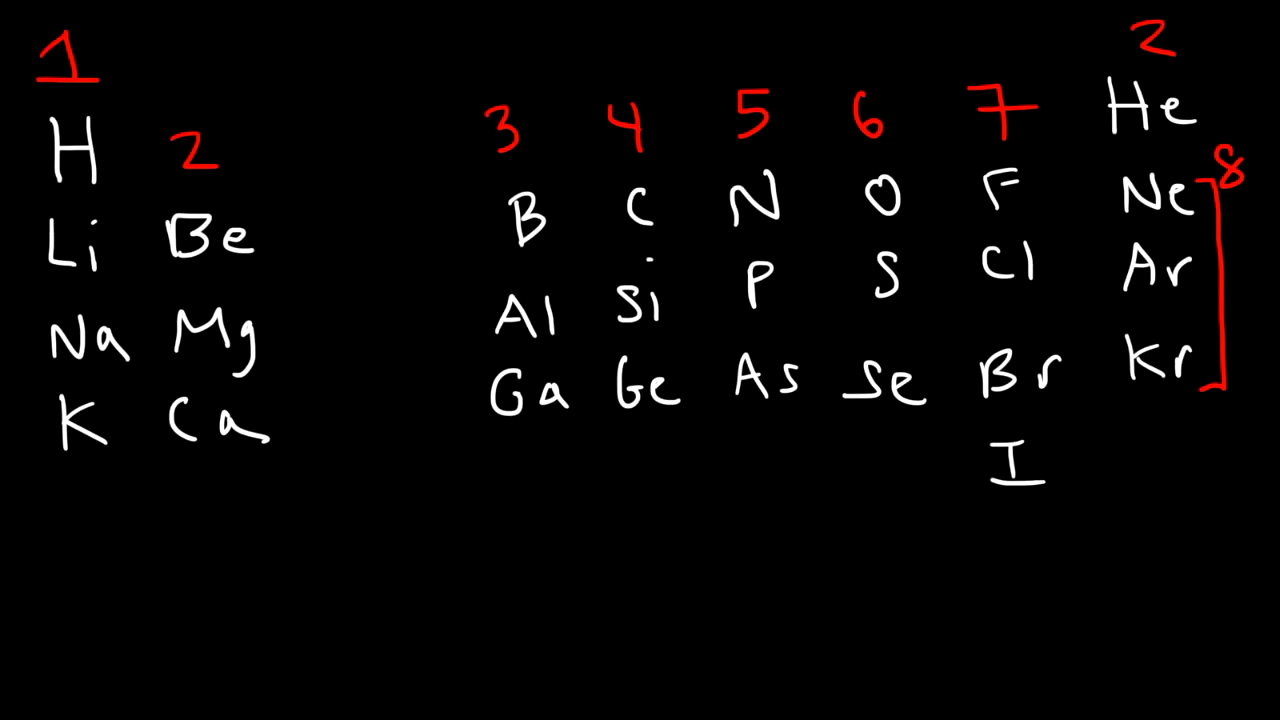 1 2
3 4 5 6 7 He
H 2 8
B C N O F Ne
Li Be
Al Si P S Cl Ar
Na Mg
Ga Ge As Se Br Kr
K Ca
I